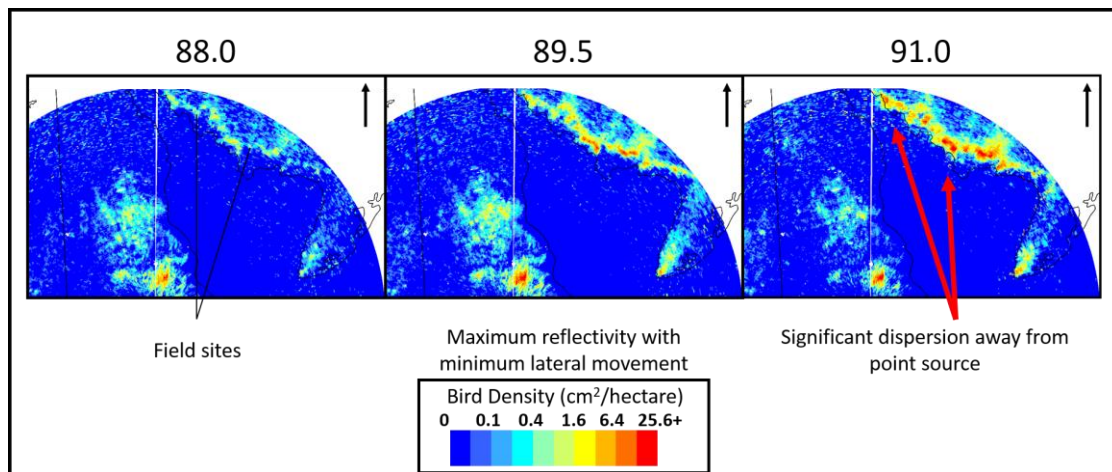 88.0
89.5
91.0
Field sites
Maximum reflectivity with
minimum lateral movement
Significant dispersion away from
point source
Bird Density (cm²/hectare)
0 0.1 0.4 1.6 6.4 25.6+